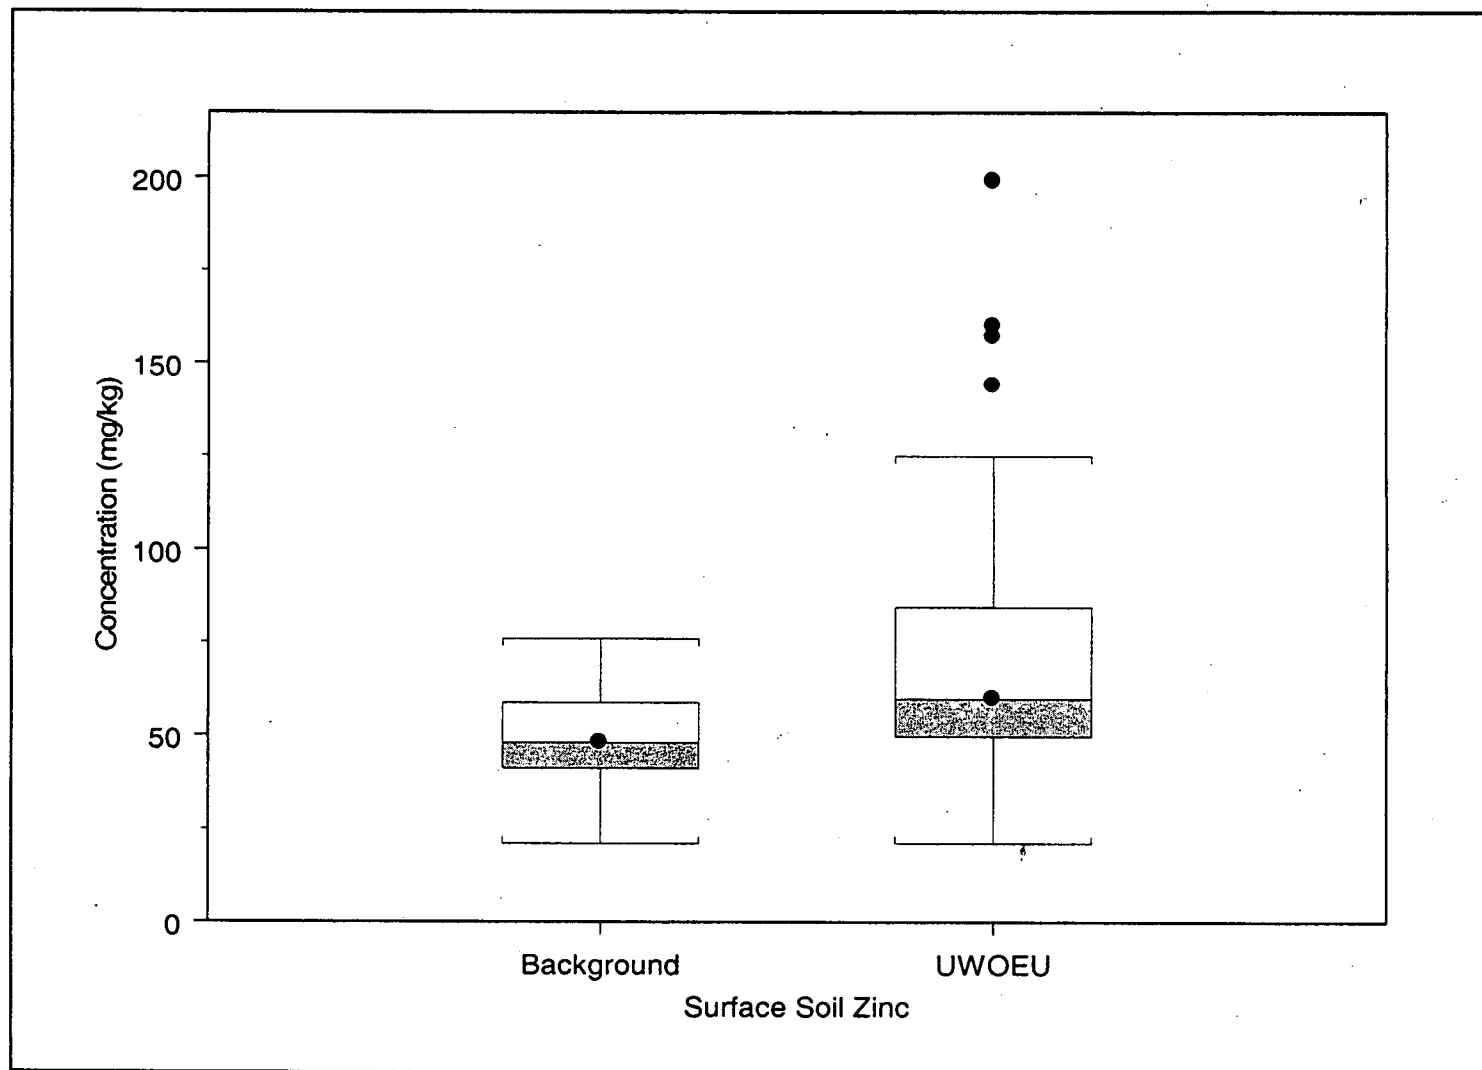 200
150
100
50
0
Concentration (mg/kg)
Background
UWOEU
Surface Soil Zinc